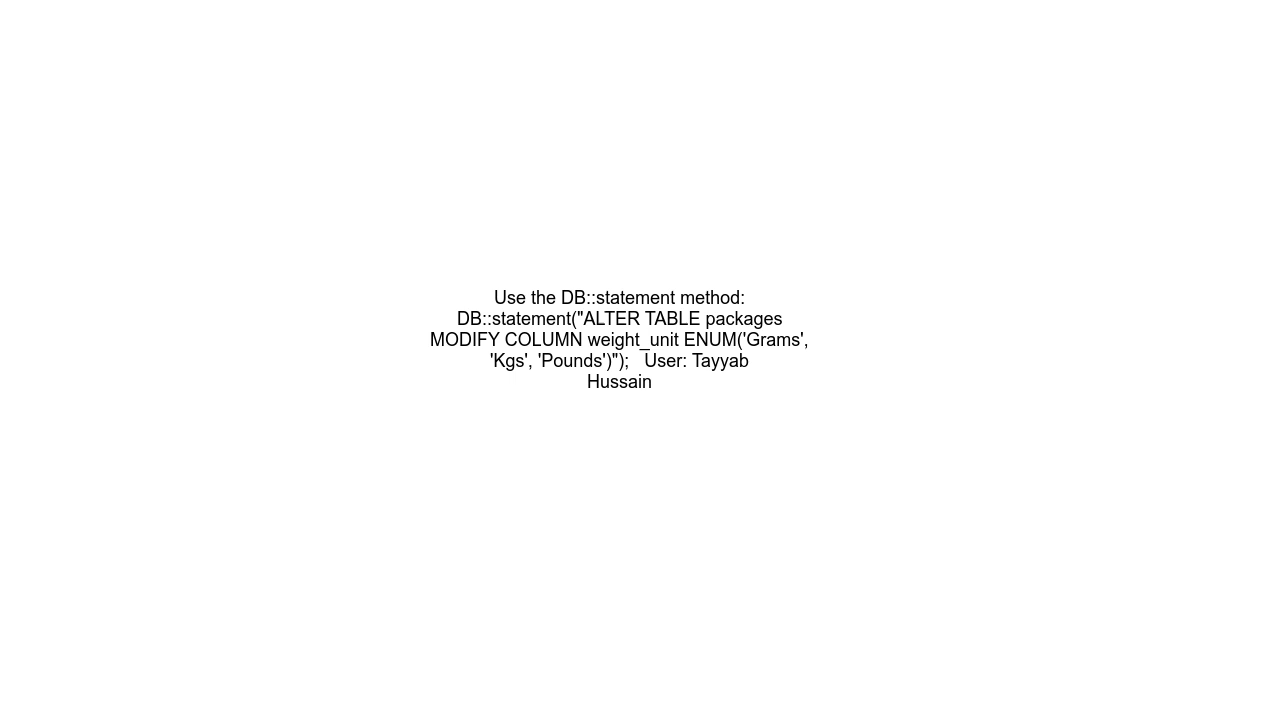 Use the DB::statement method:
DB::statement("ALTER TABLE packages
MODIFY COLUMN weight_unit ENUM('Grams',
'Kgs', 'Pounds')");   User: Tayyab
Hussain